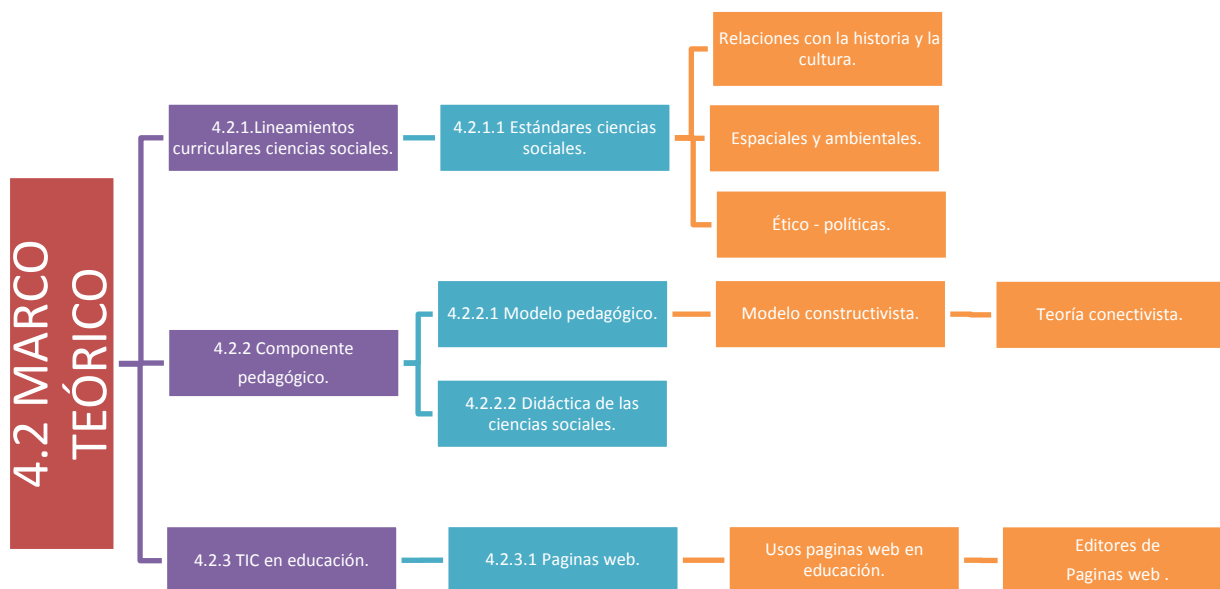 4.2 MARCO
TEÓRICO
4.2.1.Lineamientos
curriculares ciencias sociales.
4.2.1.1 Estándares ciencias
sociales.
Relaciones con la historia y la
cultura.
Espaciales y ambientales.
Ético - políticas.
4.2.2 Componente
pedagógico.
4.2.2.1 Modelo pedagógico.
Modelo constructivista.
Teoría conectivista.
4.2.2.2 Didáctica de las
ciencias sociales.
4.2.3 TIC en educación.
4.2.3.1 Paginas web.
Usos paginas web en
educación.
Editores de
Paginas web .